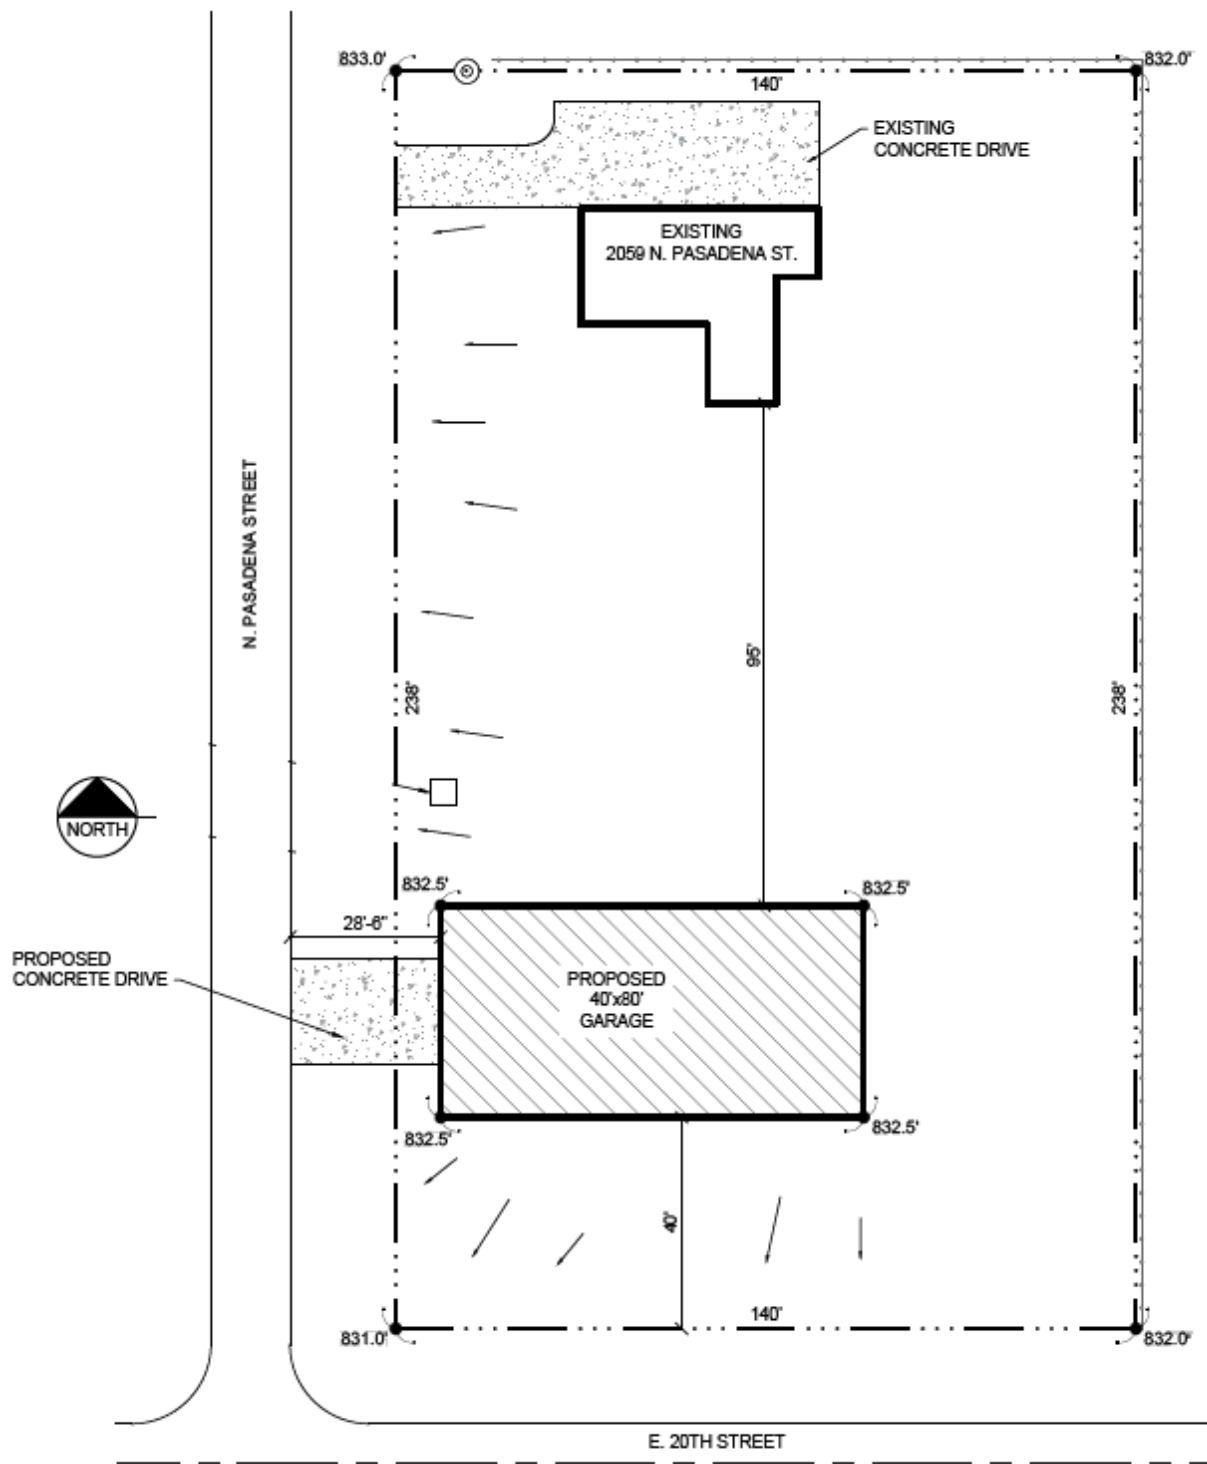 833.0'
832.0'
140'
EXISTING
CONCRETE DRIVE
EXISTING
2059 N. PASADENA ST.
N. PASADENA STREET
95'
238'
238'
NORTH
832.5'
832.5'
28'-6"
PROPOSED
CONCRETE DRIVE
PROPOSED
40'x80'
GARAGE
832.5'
832.5'
40'
140'
831.0'
832.0'
E. 20TH STREET